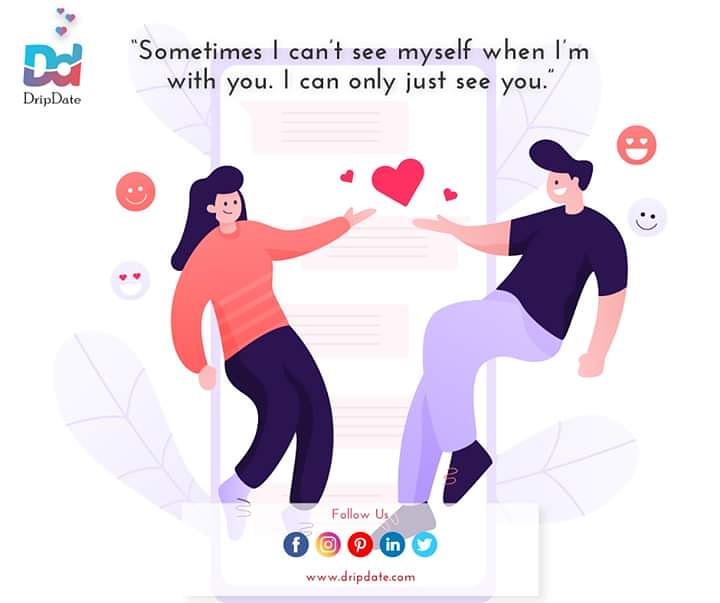 Dd
DripDate
“Sometimes I can’t see myself when I’m
with you. I can only just see you.”
Follow Us
www.dripdate.com